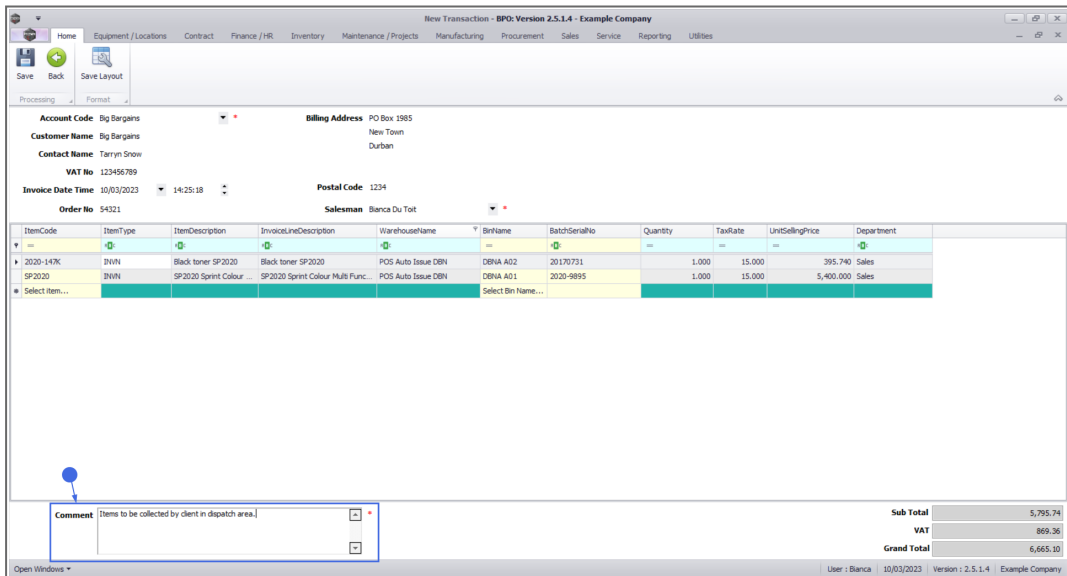 New Transaction - BPO: Version 2.5.1.4 - Example Company
Home Equipment / Locations Contract Finance / HR Inventory Maintenance / Projects Manufacturing Procurement Sales Service Reporting Utilities
Save Back Save Layout
Processing Format
Account Code Big Bargains * Billing Address PO Box 1985
Customer Name Big Bargains New Town
Durban
Contact Name Tarryn Snow
VAT No 123456789
Invoice Date Time 10/03/2023 14:25:18 Postal Code 1234
Order No 54321 Salesman Bianca Du Toit *
ItemCode ItemType ItemDescription InvoiceLineDescription WarehouseName BinName BatchSerialNo Quantity TaxRate UnitSellingPrice Department
2020-147K INVN Black toner SP2020 Black toner SP2020 POS Auto Issue DBN DBNA A02 20170731 1.000 15.000 395.740 Sales
SP2020 INVN SP2020 Sprint Colour ... SP2020 Sprint Colour Multi Func... POS Auto Issue DBN DBNA A01 2020-9895 1.000 15.000 5,400.000 Sales
Select item... Select Bin Name...
Comment Items to be collected by client in dispatch area. * Sub Total 5,795.74
VAT 869.36
Grand Total 6,665.10
Open Windows User : Bianca 10/03/2023 Version : 2.5.1.4 Example Company